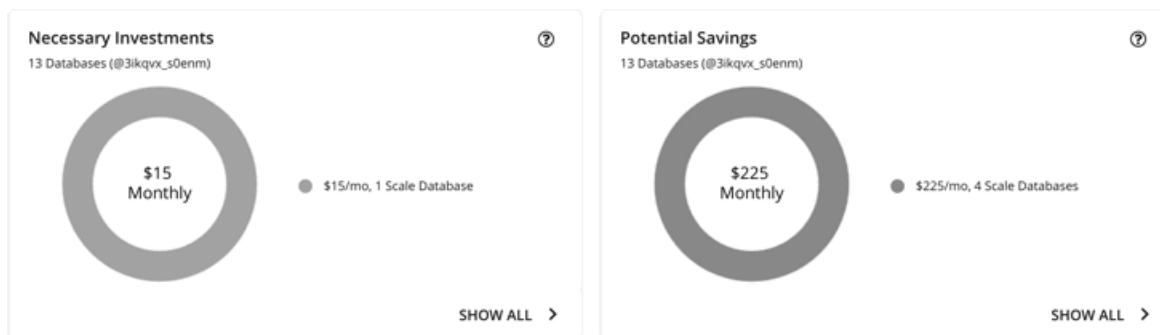 Necessary Investments
13 Databases (@3ikqvx_s0enm)
$15
Monthly
$15/mo, 1 Scale Database
SHOW ALL
Potential Savings
13 Databases (@3ikqvx_s0enm)
$225
Monthly
$225/mo, 4 Scale Databases
SHOW ALL